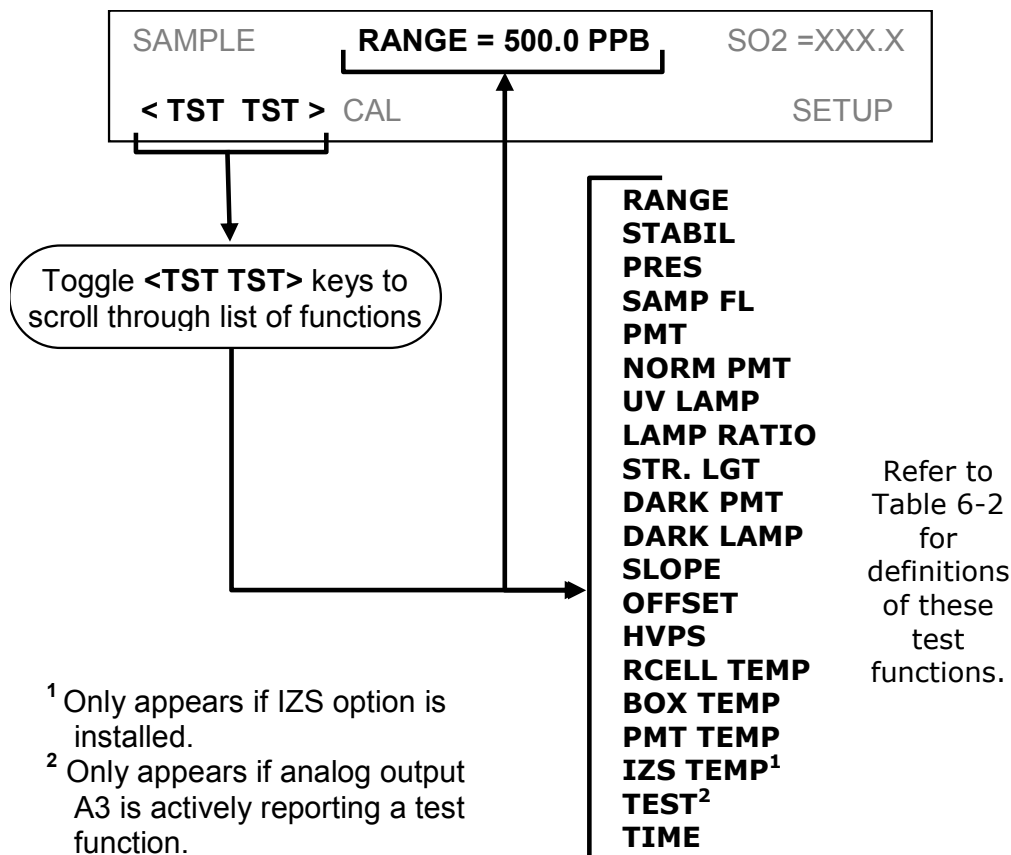 SAMPLE RANGE = 500.0 PPB SO2 =XXX.X
< TST TST > CAL SETUP
Toggle <TST TST> keys to
scroll through list of functions
RANGE
STABIL
PRES
SAMP FL
PMT
NORM PMT
UV LAMP
LAMP RATIO
STR. LGT
DARK PMT
DARK LAMP
SLOPE
OFFSET
HVPS
RCELL TEMP
BOX TEMP
PMT TEMP
IZS TEMP¹
TEST²
TIME
Refer to
Table 6-2
for
definitions
of these
test
functions.
¹ Only appears if IZS option is
installed.
² Only appears if analog output
A3 is actively reporting a test
function.